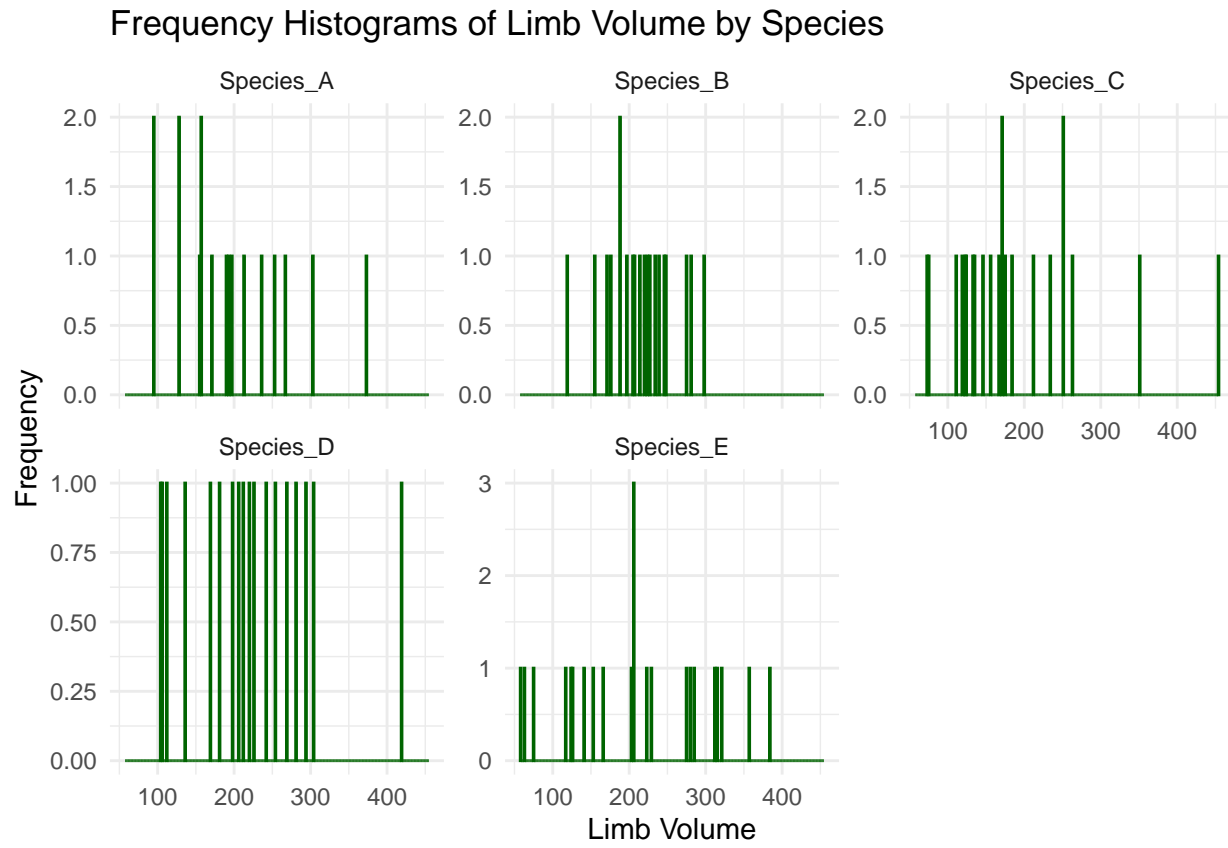 Frequency Histograms of Limb Volume by Species
Species_A
Species_B
Species_C
2.0
1.5
1.0
0.5
0.0
2.0
1.5
1.0
0.5
0.0
2.0
1.5
1.0
0.5
0.0
100 200 300 400
Species_D
Species_E
1.00
0.75
0.50
0.25
0.00
3
2
1
0
100 200 300 400
100 200 300 400
Frequency
Limb Volume